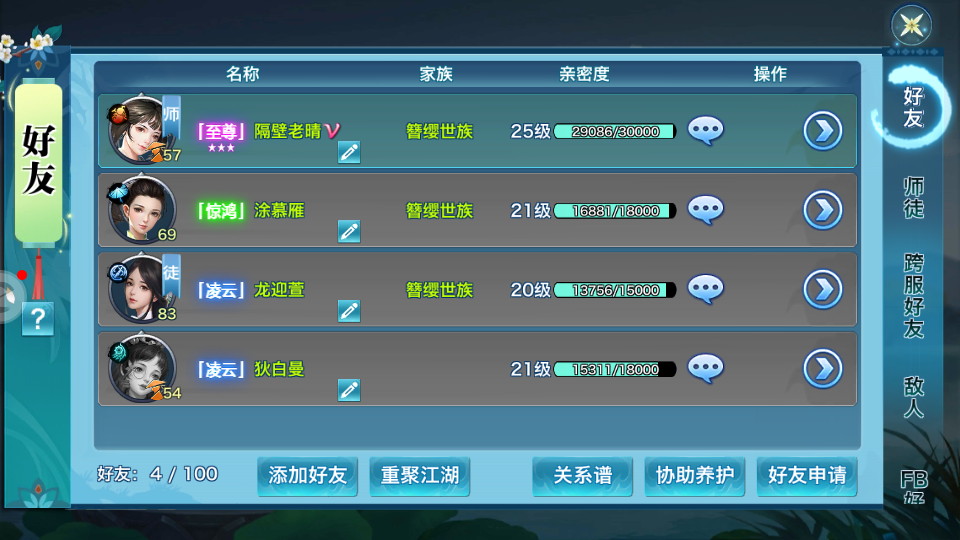 名称 家族 亲密度 操作
好友
师
57
「至尊」隔壁老晴V 簪缨世族 25级 29086/30000
★★★
69
「惊鸿」涂慕雁 簪缨世族 21级 16881/18000
徒
83
「凌云」龙迎萱 簪缨世族 20级 13756/15000
54
「凌云」狄白曼 21级 15311/18000
?
好友: 4 / 100 添加好友 重聚江湖 关系谱 协助养护 好友申请
好友
师徒
跨服好友
敌人
FB好